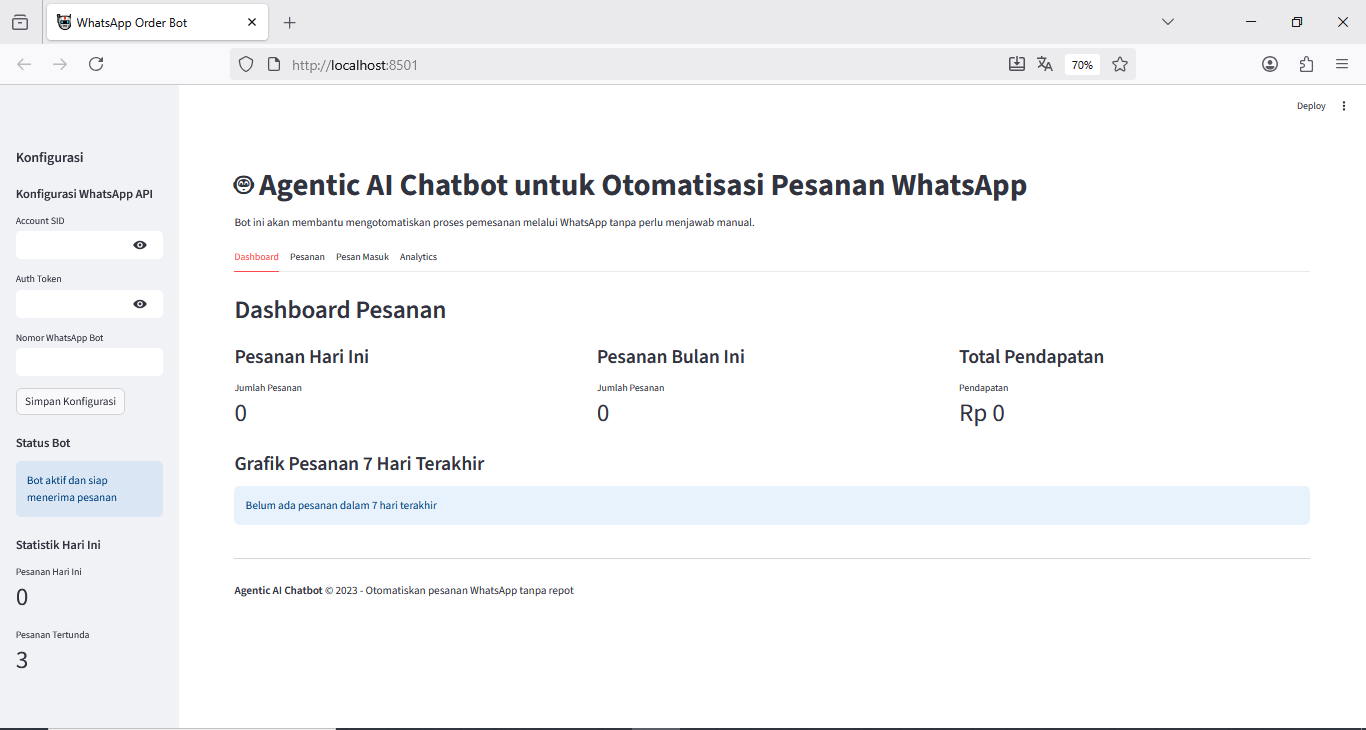 WhatsApp Order Bot
http://localhost:8501
70%
Deploy
Konfigurasi
Konfigurasi WhatsApp API
Account SID
Auth Token
Nomor WhatsApp Bot
Simpan Konfigurasi
Status Bot
Bot aktif dan siap
menerima pesanan
Statistik Hari Ini
Pesanan Hari Ini
0
Pesanan Tertunda
3
Agentic AI Chatbot untuk Otomatisasi Pesanan WhatsApp
Bot ini akan membantu mengotomatiskan proses pemesanan melalui WhatsApp tanpa perlu menjawab manual.
Dashboard Pesanan Pesan Masuk Analytics
Dashboard Pesanan
Pesanan Hari Ini
Jumlah Pesanan
0
Pesanan Bulan Ini
Jumlah Pesanan
0
Total Pendapatan
Pendapatan
Rp 0
Grafik Pesanan 7 Hari Terakhir
Belum ada pesanan dalam 7 hari terakhir
Agentic AI Chatbot © 2023 - Otomatiskan pesanan WhatsApp tanpa repot